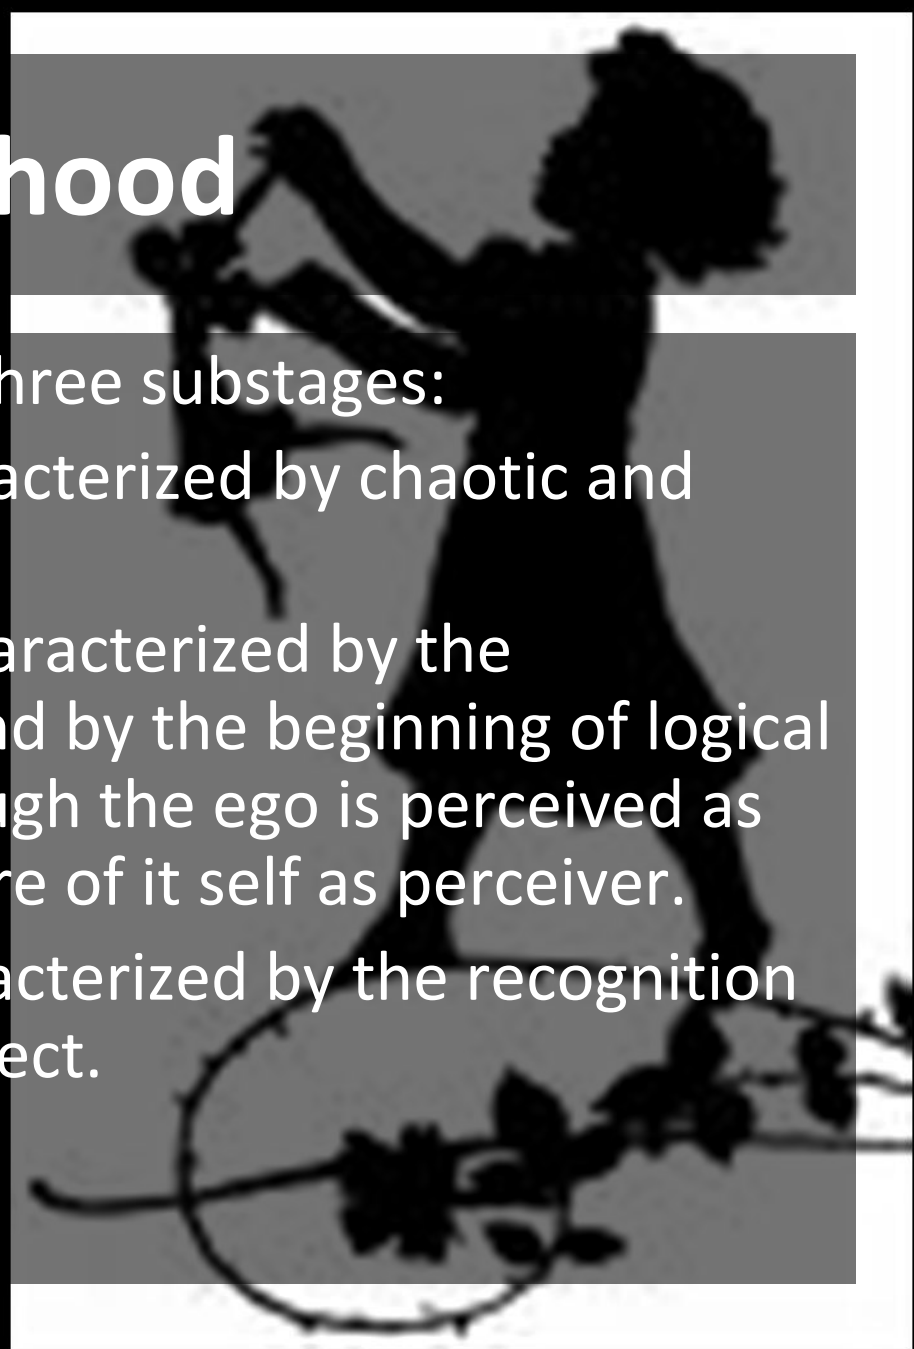 hood
hree substages:
acterized by chaotic and
aracterized by the
nd by the beginning of logical
ugh the ego is perceived as
re of it self as perceiver.
acterized by the recognition
ect.